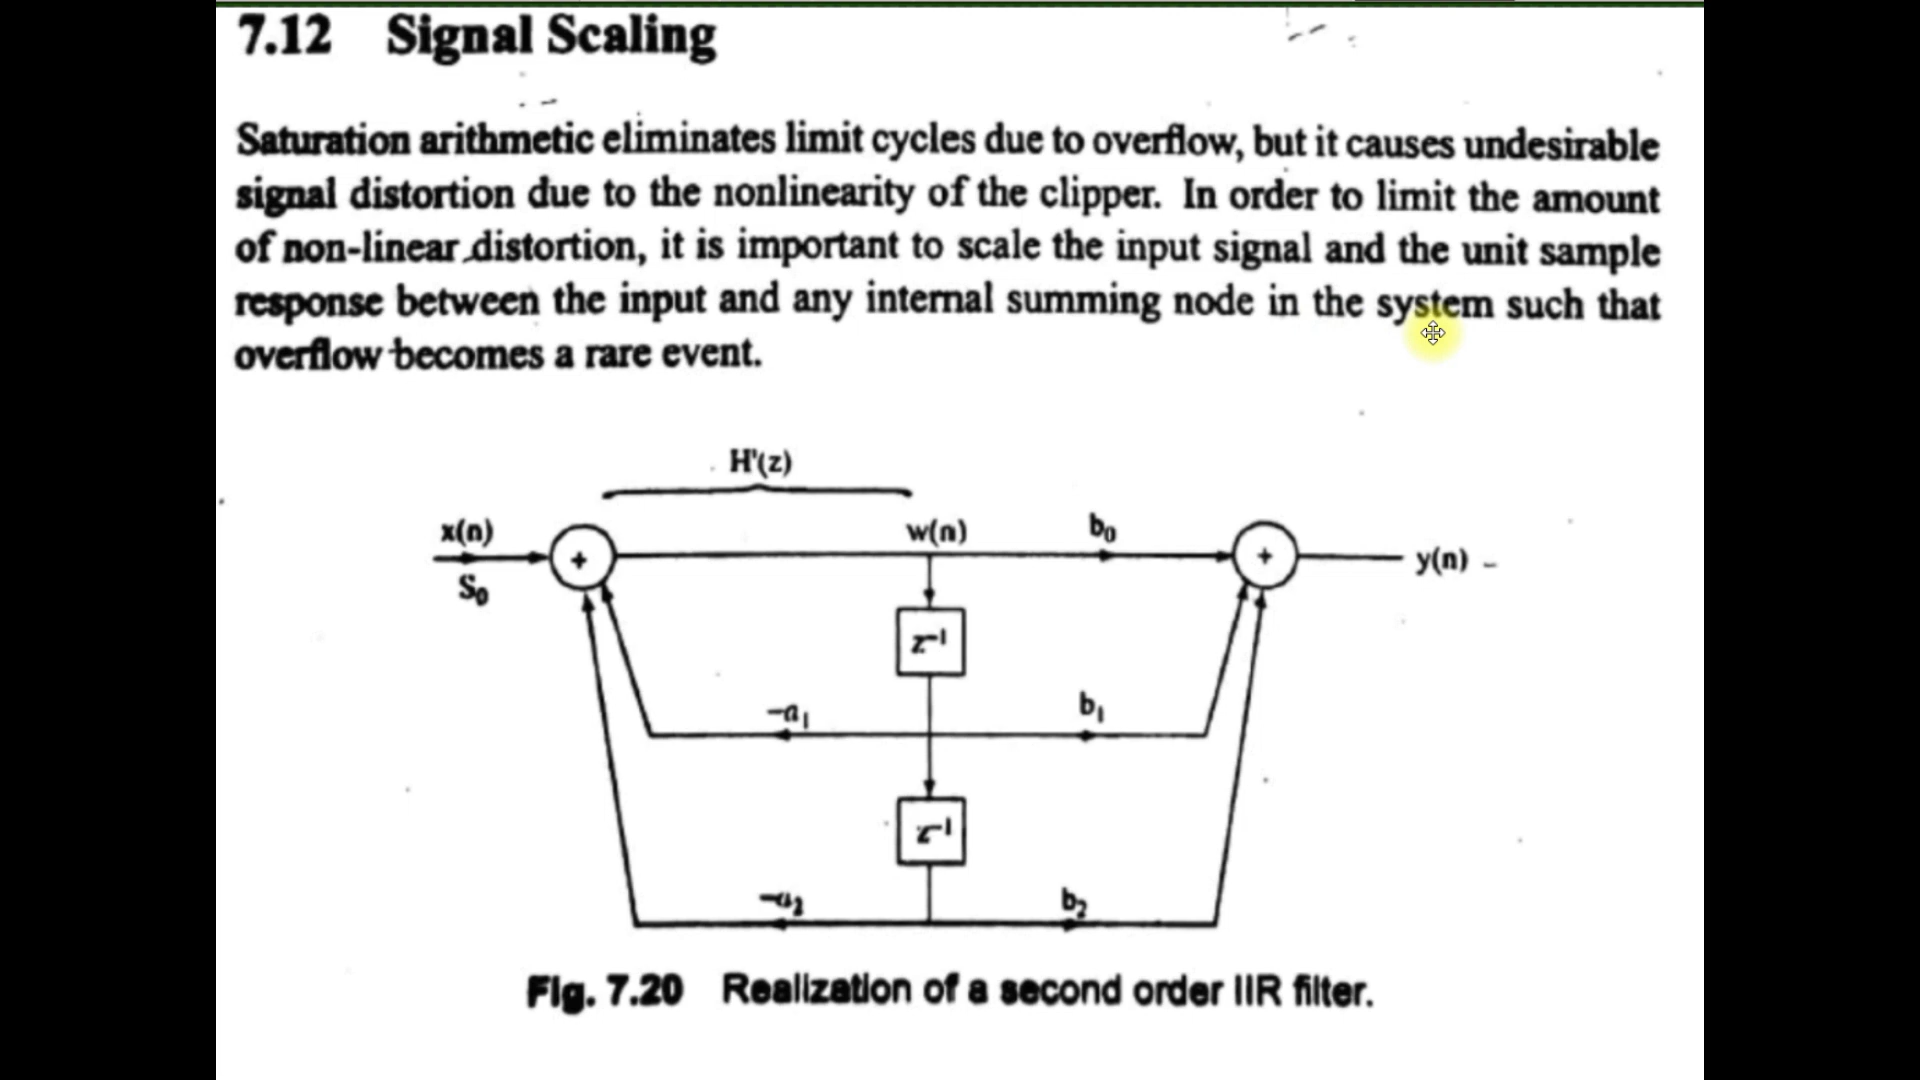 7.12 Signal Scaling
Saturation arithmetic eliminates limit cycles due to overflow, but it causes undesirable
signal distortion due to the nonlinearity of the clipper. In order to limit the amount
of non-linear distortion, it is important to scale the input signal and the unit sample
response between the input and any internal summing node in the system such that
overflow becomes a rare event.
H'(z)
x(n) w(n) b₀
+ + y(n)
S₀
z⁻¹
-a₁ b₁
z⁻¹
-a₂ b₂
Fig. 7.20 Realization of a second order IIR filter.